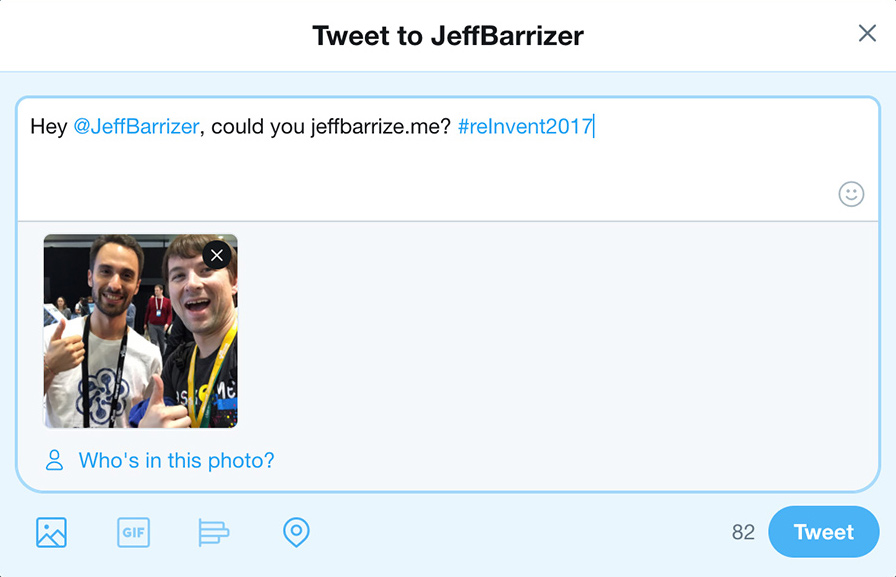 Tweet to JeffBarrizer
Hey @JeffBarrizer, could you jeffbarrize.me? #reInvent2017
Who's in this photo?
GIF
82
Tweet